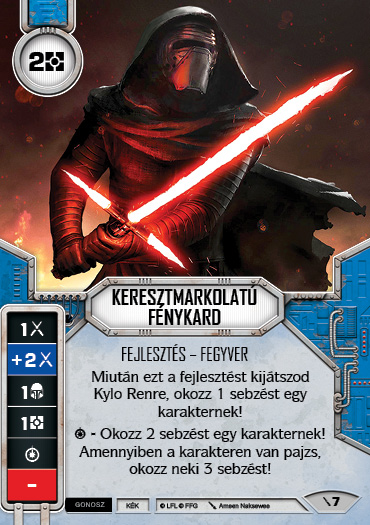 2
KERESZTMARKOLATÚ
FÉNYKARD
FEJLESZTÉS – FEGYVER
Miután ezt a fejlesztést kijátszod
Kylo Renre, okozz 1 sebzést egy
karakternek!
- Okozz 2 sebzést egy karakternek!
Amennyiben a karakteren van pajzs,
okozz neki 3 sebzést!
1
+2
1
1
–
GONOSZ
KÉK
© LFL © FFG
Ameen Naksewee
7